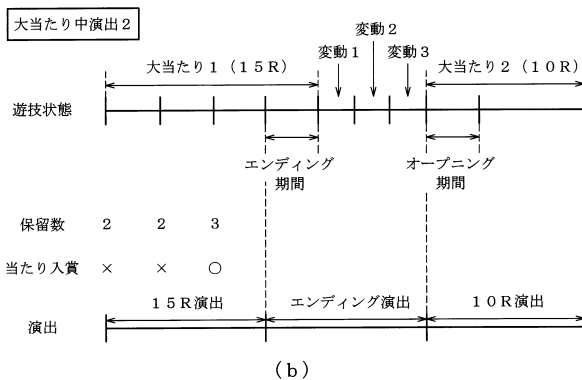 大当たり中演出２
変動２
変動１ 変動３
大当たり１（１５Ｒ） 大当たり２（１０Ｒ）
遊技状態
エンディング期間 オープニング期間
保留数 ２ ２ ３
当たり入賞 × × ○
１５Ｒ演出 エンディング演出 １０Ｒ演出
演出
（ｂ）